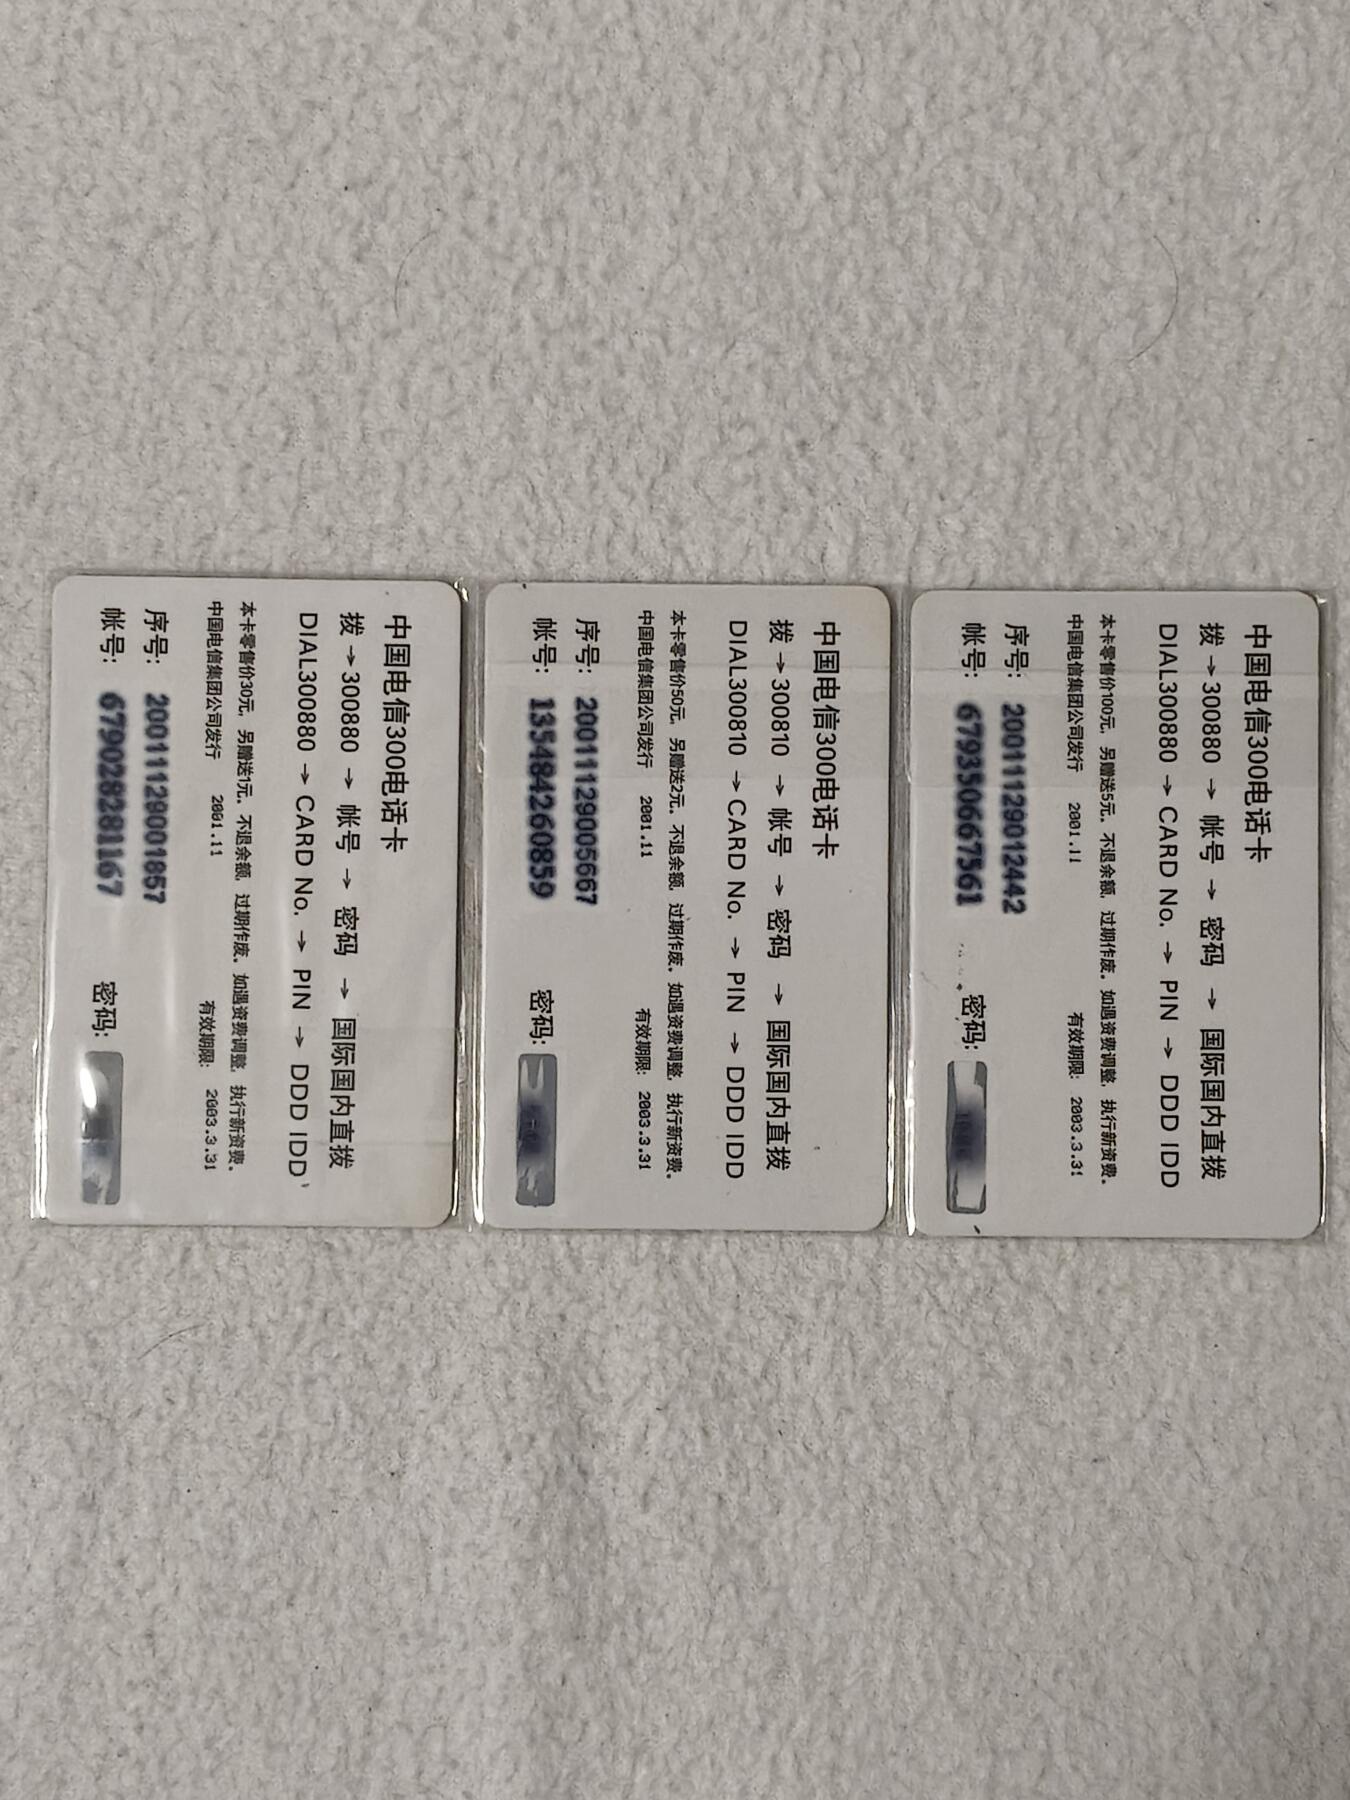 中国电信300电话卡
拨→300880 → 帐号 → 密码 → 国际国内直拨
DIAL300880 → CARD No. → PIN → DDD IDD
本卡零售价30元，另赠送1元。不退余额，过期作废。如遇资费调整，执行新资费。
中国电信集团公司发行 2001.11 有效期限: 2003.3.31
序号: 200111290001857
帐号: 679028281167 密码:
中国电信300电话卡
拨→300810 → 帐号 → 密码 → 国际国内直拨
DIAL300810 → CARD No. → PIN → DDD IDD
本卡零售价50元，另赠送2元。不退余额，过期作废。如遇资费调整，执行新资费。
中国电信集团公司发行 2001.11 有效期限: 2003.3.31
序号: 200111290005667
帐号: 135484260859 密码:
中国电信300电话卡
拨→300880 → 帐号 → 密码 → 国际国内直拨
DIAL300880 → CARD No. → PIN → DDD IDD
本卡零售价100元，另赠送5元。不退余额，过期作废。如遇资费调整，执行新资费。
中国电信集团公司发行 2001.11 有效期限: 2003.3.31
序号: 200111290012442
帐号: 679350667561 密码: